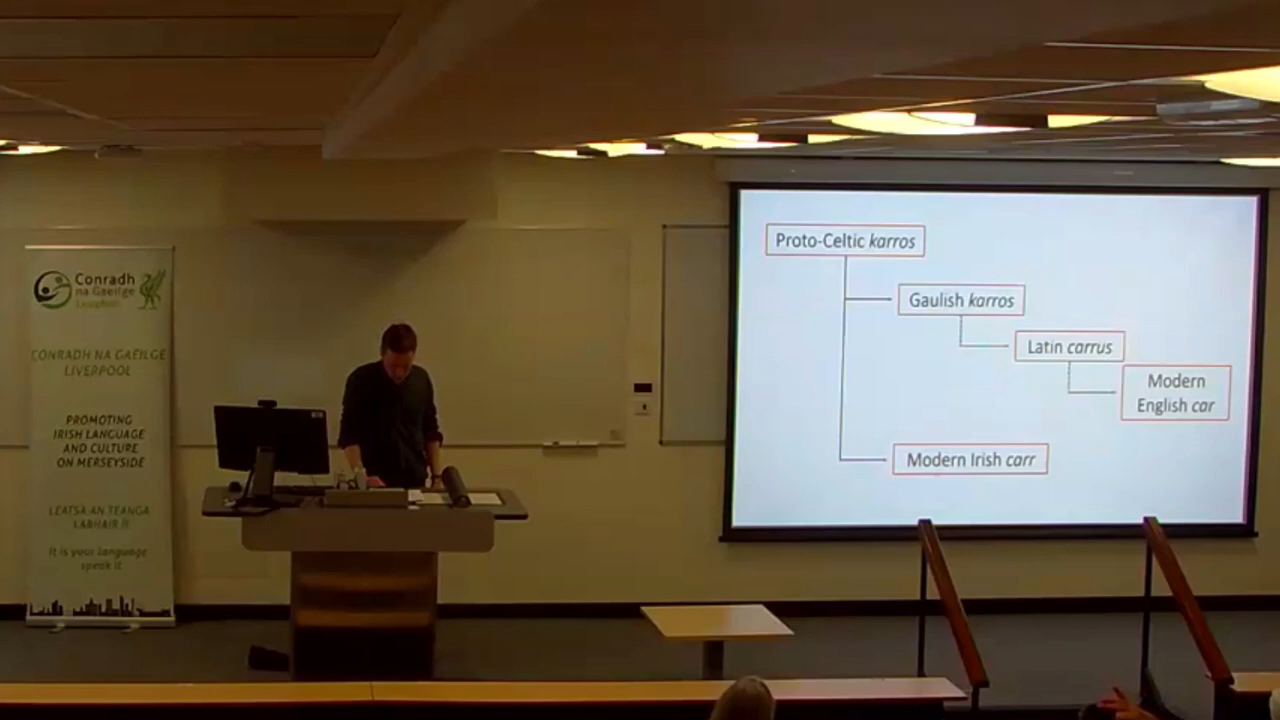 Conradh
na Gaeilge
Liverpool
CONRADH NA GAEILGE
LIVERPOOL
PROMOTING
IRISH LANGUAGE
AND CULTURE
ON MERSEYSIDE
LEATSA AN TEANGA
LABHAIR Í
It is your language
speak it
Proto-Celtic karros
Gaulish karros
Latin carrus
Modern
English car
Modern Irish carr